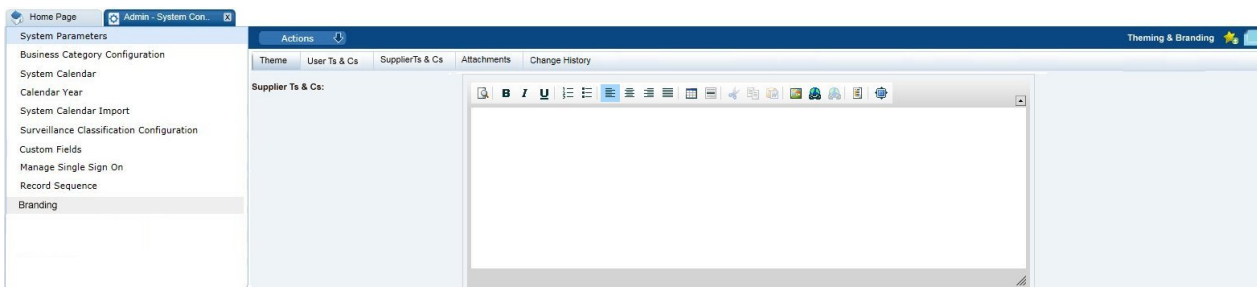 Home Page
Admin - System Con..
System Parameters
Business Category Configuration
System Calendar
Calendar Year
System Calendar Import
Surveillance Classification Configuration
Custom Fields
Manage Single Sign On
Record Sequence
Branding
Actions
Theming & Branding
Theme User Ts & Cs SupplierTs & Cs Attachments Change History
Supplier Ts & Cs:
B I U